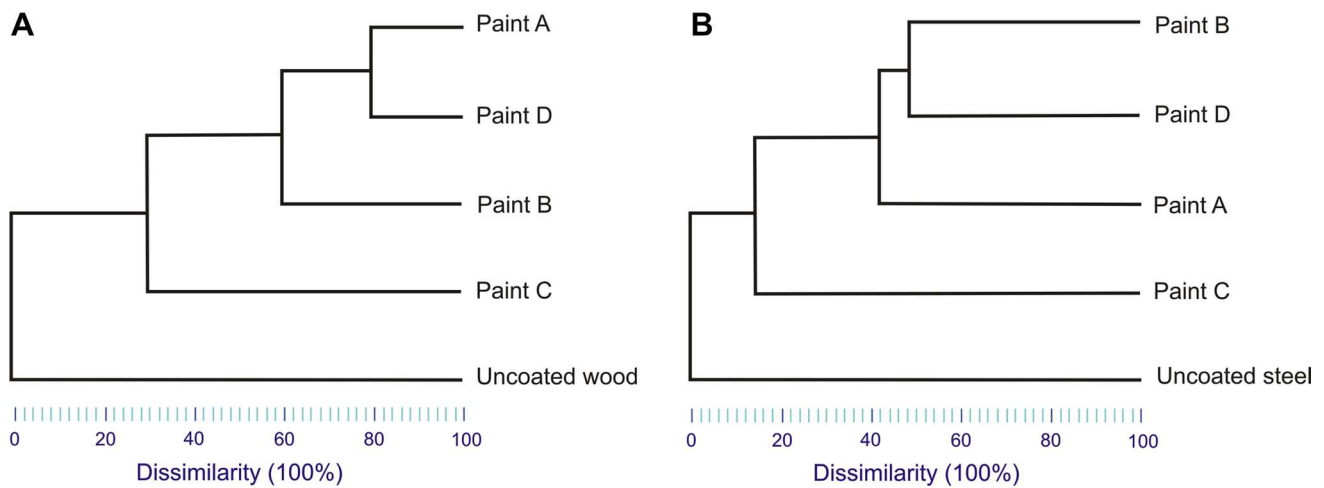 A
Paint A
Paint D
Paint B
Paint C
Uncoated wood
0 20 40 60 80 100
Dissimilarity (100%)
B
Paint B
Paint D
Paint A
Paint C
Uncoated steel
0 20 40 60 80 100
Dissimilarity (100%)